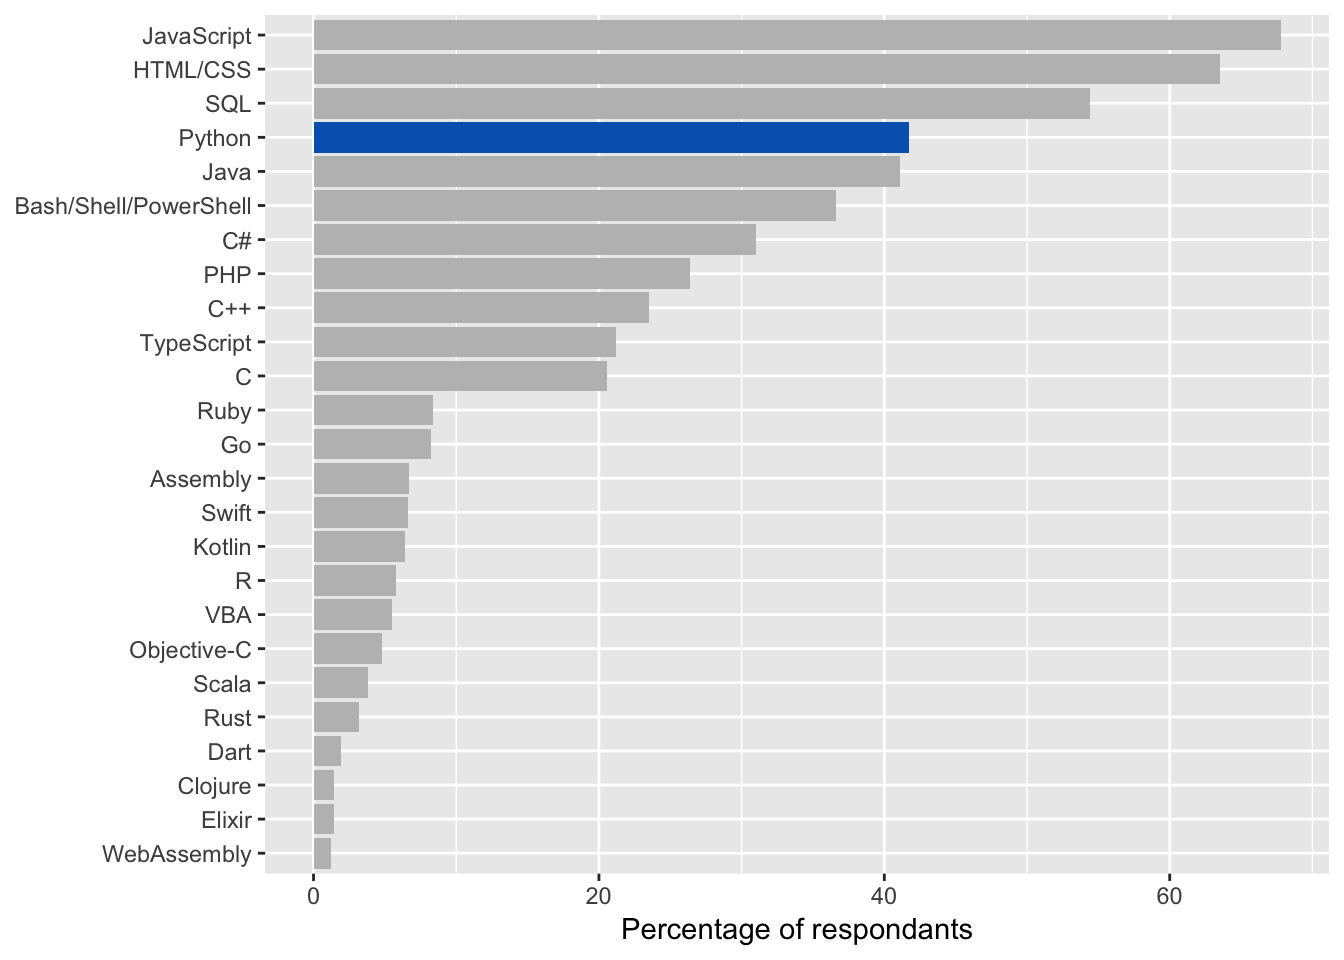 JavaScript
HTML/CSS
SQL
Python
Java
Bash/Shell/PowerShell
C#
PHP
C++
TypeScript
C
Ruby
Go
Assembly
Swift
Kotlin
R
VBA
Objective-C
Scala
Rust
Dart
Clojure
Elixir
WebAssembly
0 20 40 60
Percentage of respondants